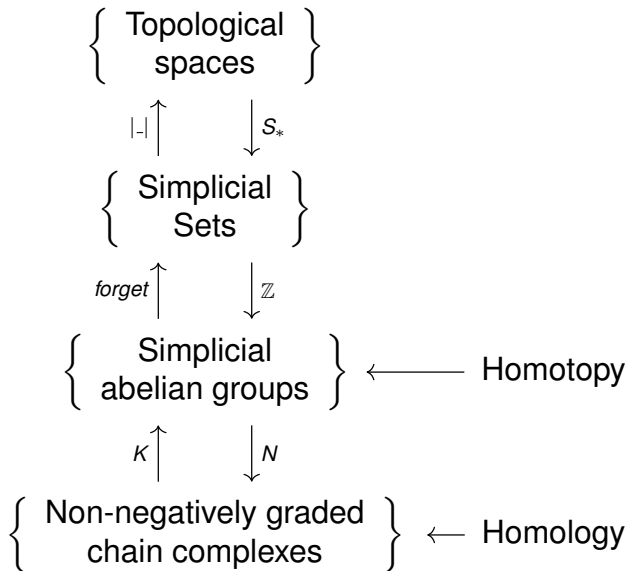 Topological
spaces
|-| S*
Simplicial
Sets
forget ℤ
Simplicial
abelian groups
Homotopy
K N
Non-negatively graded
chain complexes
Homology